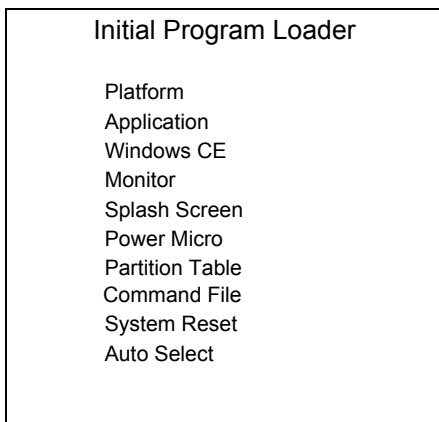 Initial Program Loader
Platform
Application
Windows CE
Monitor
Splash Screen
Power Micro
Partition Table
Command File
System Reset
Auto Select